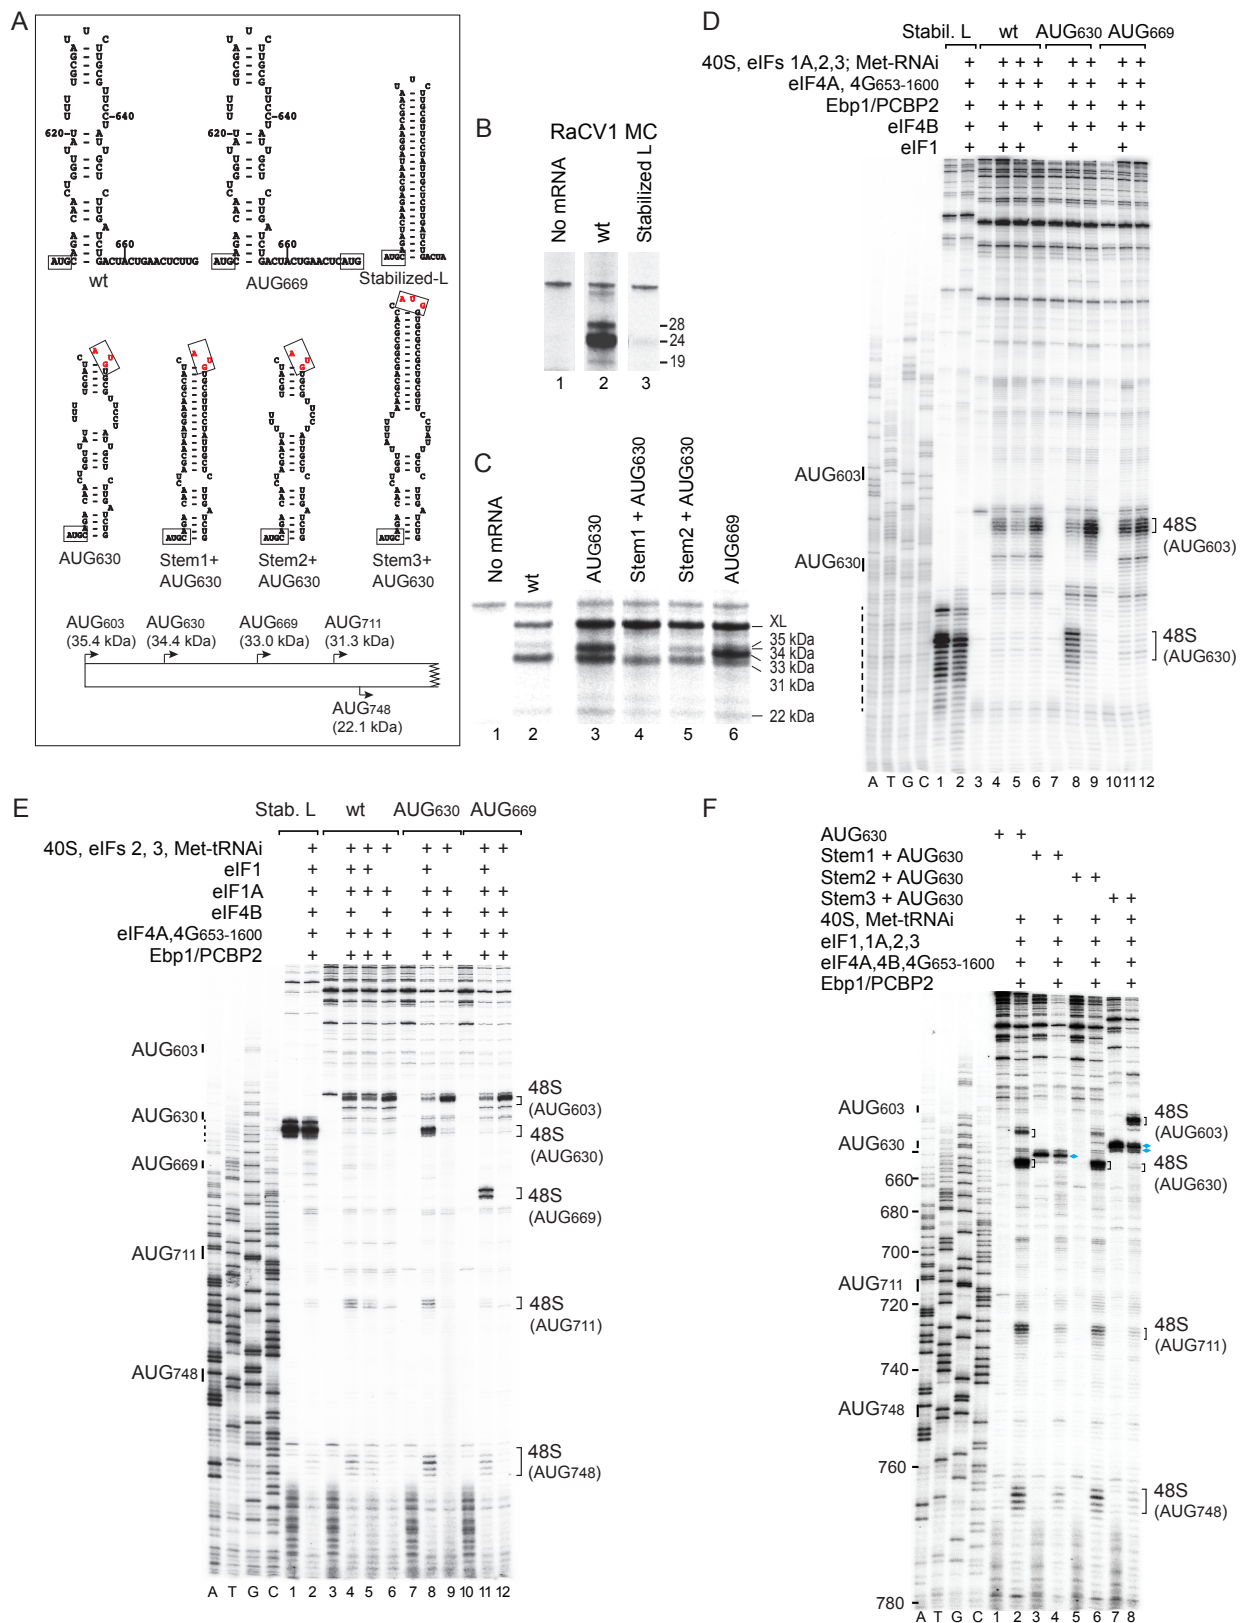 A
U
620-
-640
660
AUGC
GACUACUGAACUCUUG
wt
620-
-640
660
AUGC
GACUACUGAACUCAUG
AUG669
AUGC
GACUA
Stabilized-L
AUGC
AUG630
AUGC
Stem1+
AUG630
AUGC
Stem2+
AUG630
AUGC
Stem3+
AUG630
AUG603
(35.4 kDa)
AUG630
(34.4 kDa)
AUG669
(33.0 kDa)
AUG711
(31.3 kDa)
AUG748
(22.1 kDa)
B
RaCV1 MC
No mRNA
wt
Stabilized L
28
24
19
1 2 3
C
No mRNA
wt
AUG630
Stem1 + AUG630
Stem2 + AUG630
AUG669
XL
35 kDa
34 kDa
33 kDa
31 kDa
22 kDa
1 2 3 4 5 6
D
Stabil. L wt AUG630 AUG669
40S, eIFs 1A,2,3; Met-RNAi + + + + + + + +
eIF4A, 4G653-1600 + + + + + + + +
Ebp1/PCBP2 + + + + + + + +
eIF4B + + + + + + +
eIF1 + + + + +
AUG603
AUG630
48S
(AUG603)
48S
(AUG630)
A T G C 1 2 3 4 5 6 7 8 9 10 11 12
E
Stab. L wt AUG630 AUG669
40S, eIFs 2, 3, Met-tRNAi + + + + + + + +
eIF1 + + + + +
eIF1A + + + + + + + +
eIF4B + + + + + + +
eIF4A,4G653-1600 + + + + + + + +
Ebp1/PCBP2 + + + + + + + +
AUG603
AUG630
AUG669
AUG711
AUG748
48S
(AUG603)
48S
(AUG630)
48S
(AUG669)
48S
(AUG711)
48S
(AUG748)
A T G C 1 2 3 4 5 6 7 8 9 10 11 12
F
AUG630 + +
Stem1 + AUG630 + +
Stem2 + AUG630 + +
Stem3 + AUG630 + +
40S, Met-tRNAi + + + +
eIF1,1A,2,3 + + + +
eIF4A,4B,4G653-1600 + + + +
Ebp1/PCBP2 + + + +
AUG603
AUG630
660
680
700
AUG711
720
740
AUG748
760
780
48S
(AUG603)
48S
(AUG630)
48S
(AUG711)
48S
(AUG748)
A T G C 1 2 3 4 5 6 7 8